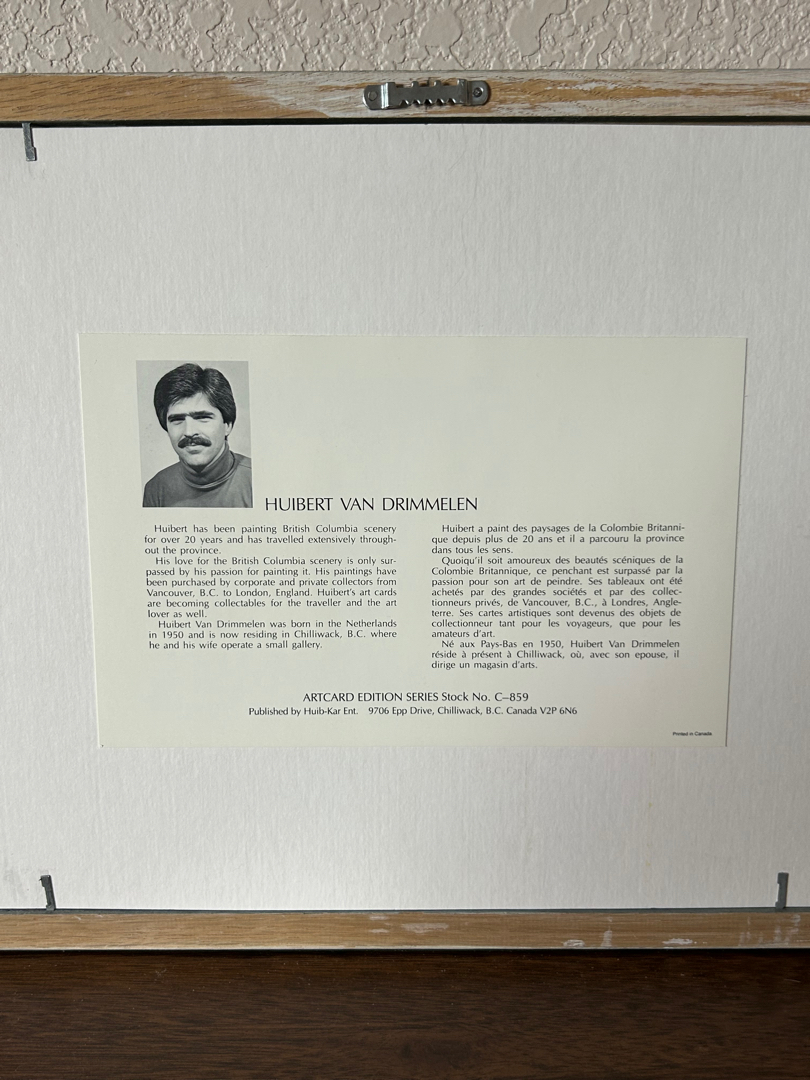 HUIBERT VAN DRIMMELEN
Huibert has been painting British Columbia scenery
for over 20 years and has travelled extensively through-
out the province.
His love for the British Columbia scenery is only sur-
passed by his passion for painting it. His paintings have
been purchased by corporate and private collectors from
Vancouver, B.C. to London, England. Huibert's art cards
are becoming collectables for the traveller and the art
lover as well.
Huibert Van Drimmelen was born in the Netherlands
in 1950 and is now residing in Chilliwack, B.C. where
he and his wife operate a small gallery.
Huibert a paint des paysages de la Colombie Britanni-
que depuis plus de 20 ans et il a parcouru la province
dans tous les sens.
Quoiqu'il soit amoureux des beautés scéniques de la
Colombie Britannique, ce penchant est surpassé par la
passion pour son art de peindre. Ses tableaux ont été
achetés par des grandes sociétés et par des collec-
tionneurs privés, de Vancouver, B.C., à Londres, Angle-
terre. Ses cartes artistiques sont devenus des objets de
collectionneur tant pour les voyageurs, que pour les
amateurs d'art.
Né aux Pays-Bas en 1950, Huibert Van Drimmelen
réside à présent à Chilliwack, où, avec son epouse, il
dirige un magasin d'arts.
ARTCARD EDITION SERIES Stock No. C–859
Published by Huib-Kar Ent. 9706 Epp Drive, Chilliwack, B.C. Canada V2P 6N6
Printed in Canada